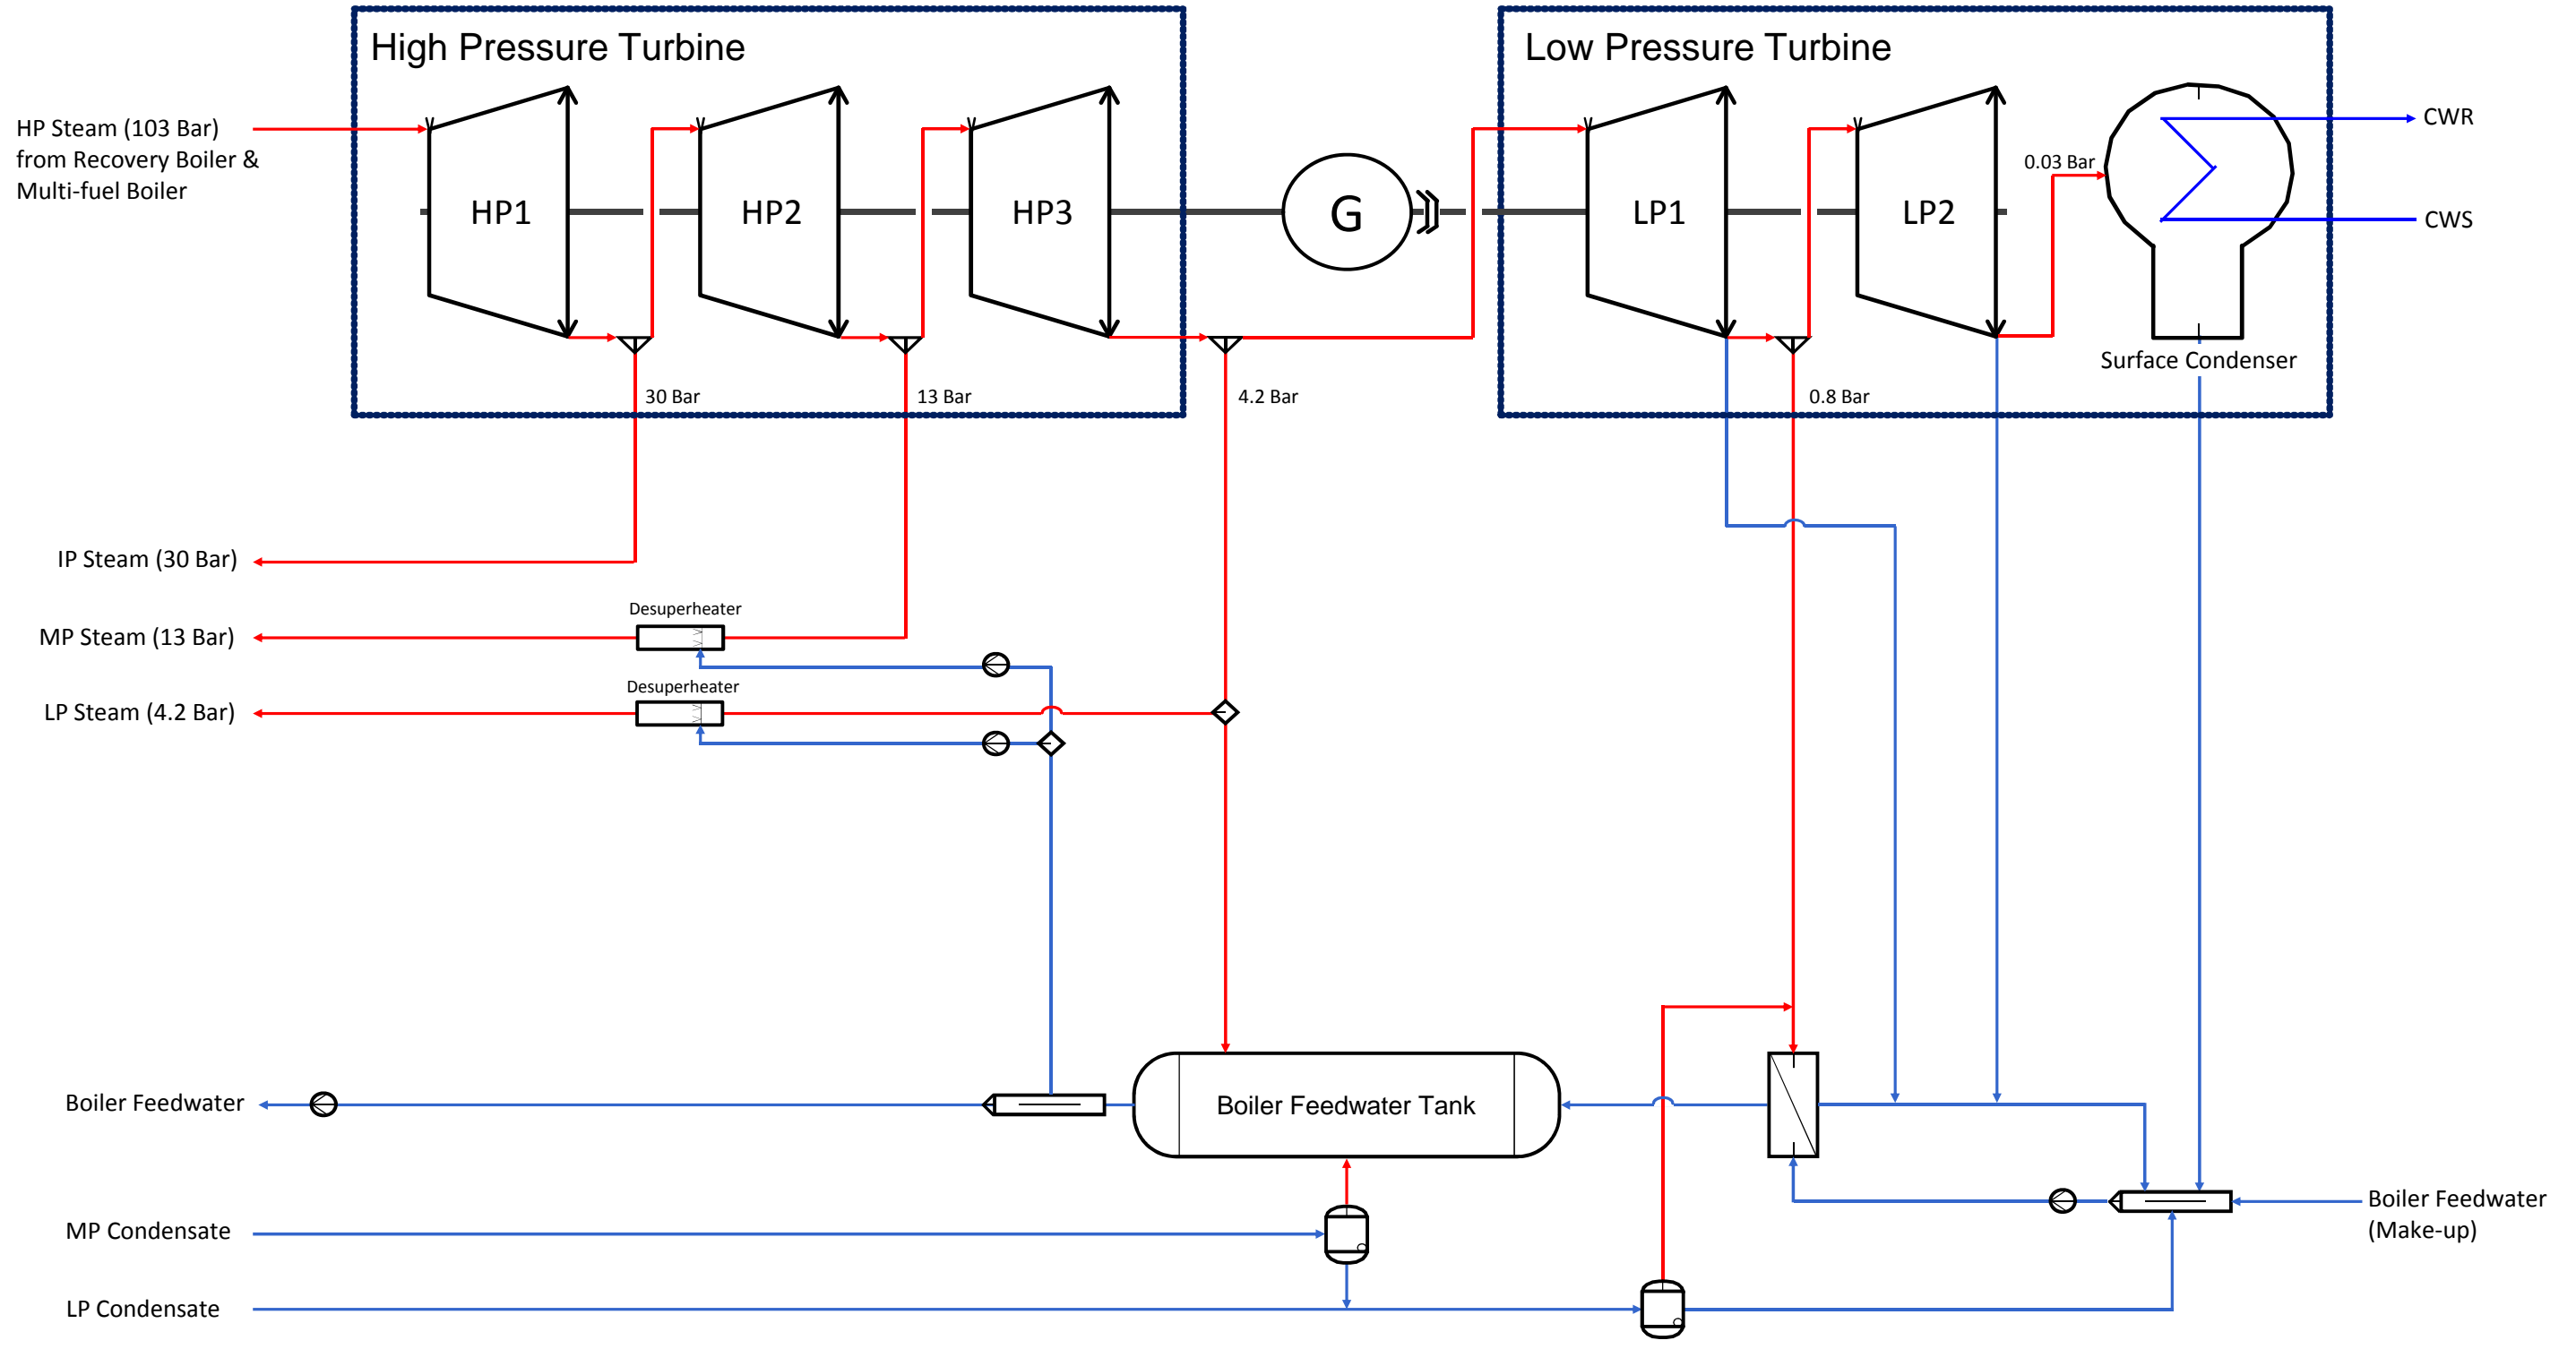 High Pressure Turbine
Low Pressure Turbine
HP Steam (103 Bar)
from Recovery Boiler &
Multi-fuel Boiler
CWR
0.03 Bar
HP1
HP2
HP3
G
LP1
LP2
CWS
Surface Condenser
30 Bar
13 Bar
4.2 Bar
0.8 Bar
IP Steam (30 Bar)
Desuperheater
MP Steam (13 Bar)
Desuperheater
LP Steam (4.2 Bar)
Boiler Feedwater
Boiler Feedwater Tank
Boiler Feedwater
(Make-up)
MP Condensate
LP Condensate